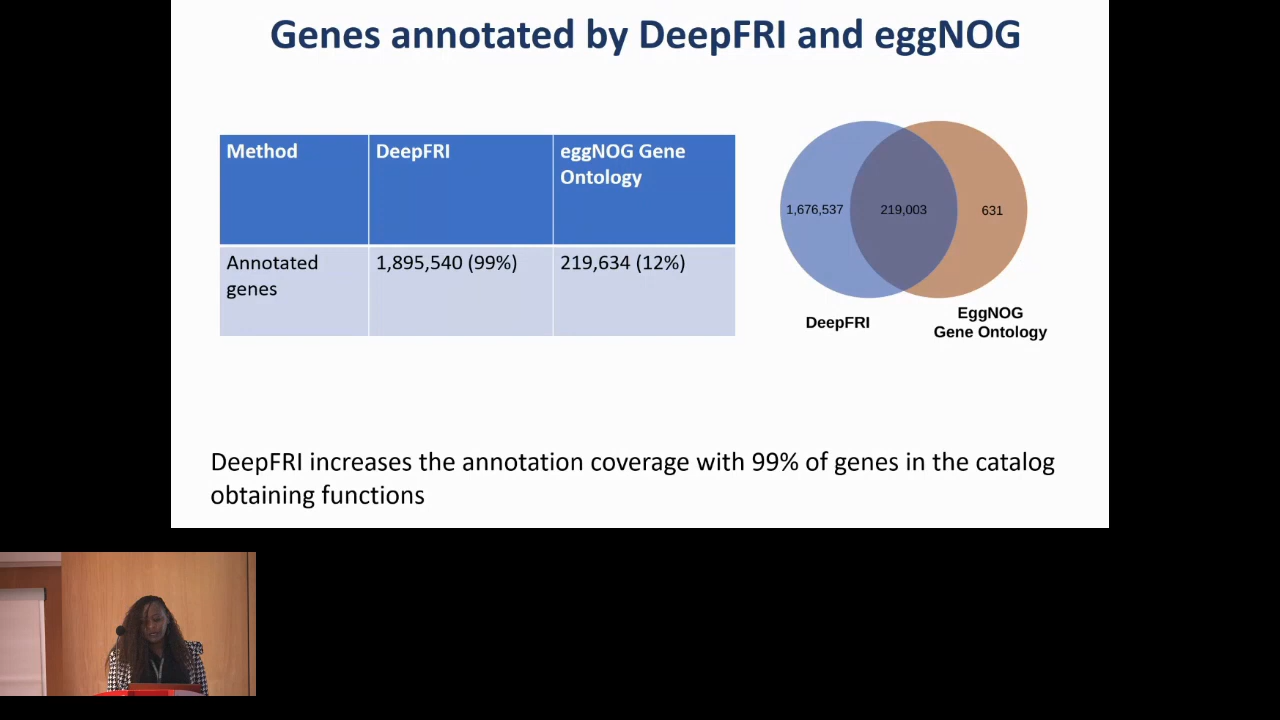 Genes annotated by DeepFRI and eggNOG
Method
DeepFRI
eggNOG Gene
Ontology
Annotated
genes
1,895,540 (99%)
219,634 (12%)
1,676,537
219,003
631
DeepFRI
EggNOG
Gene Ontology
DeepFRI increases the annotation coverage with 99% of genes in the catalog
obtaining functions